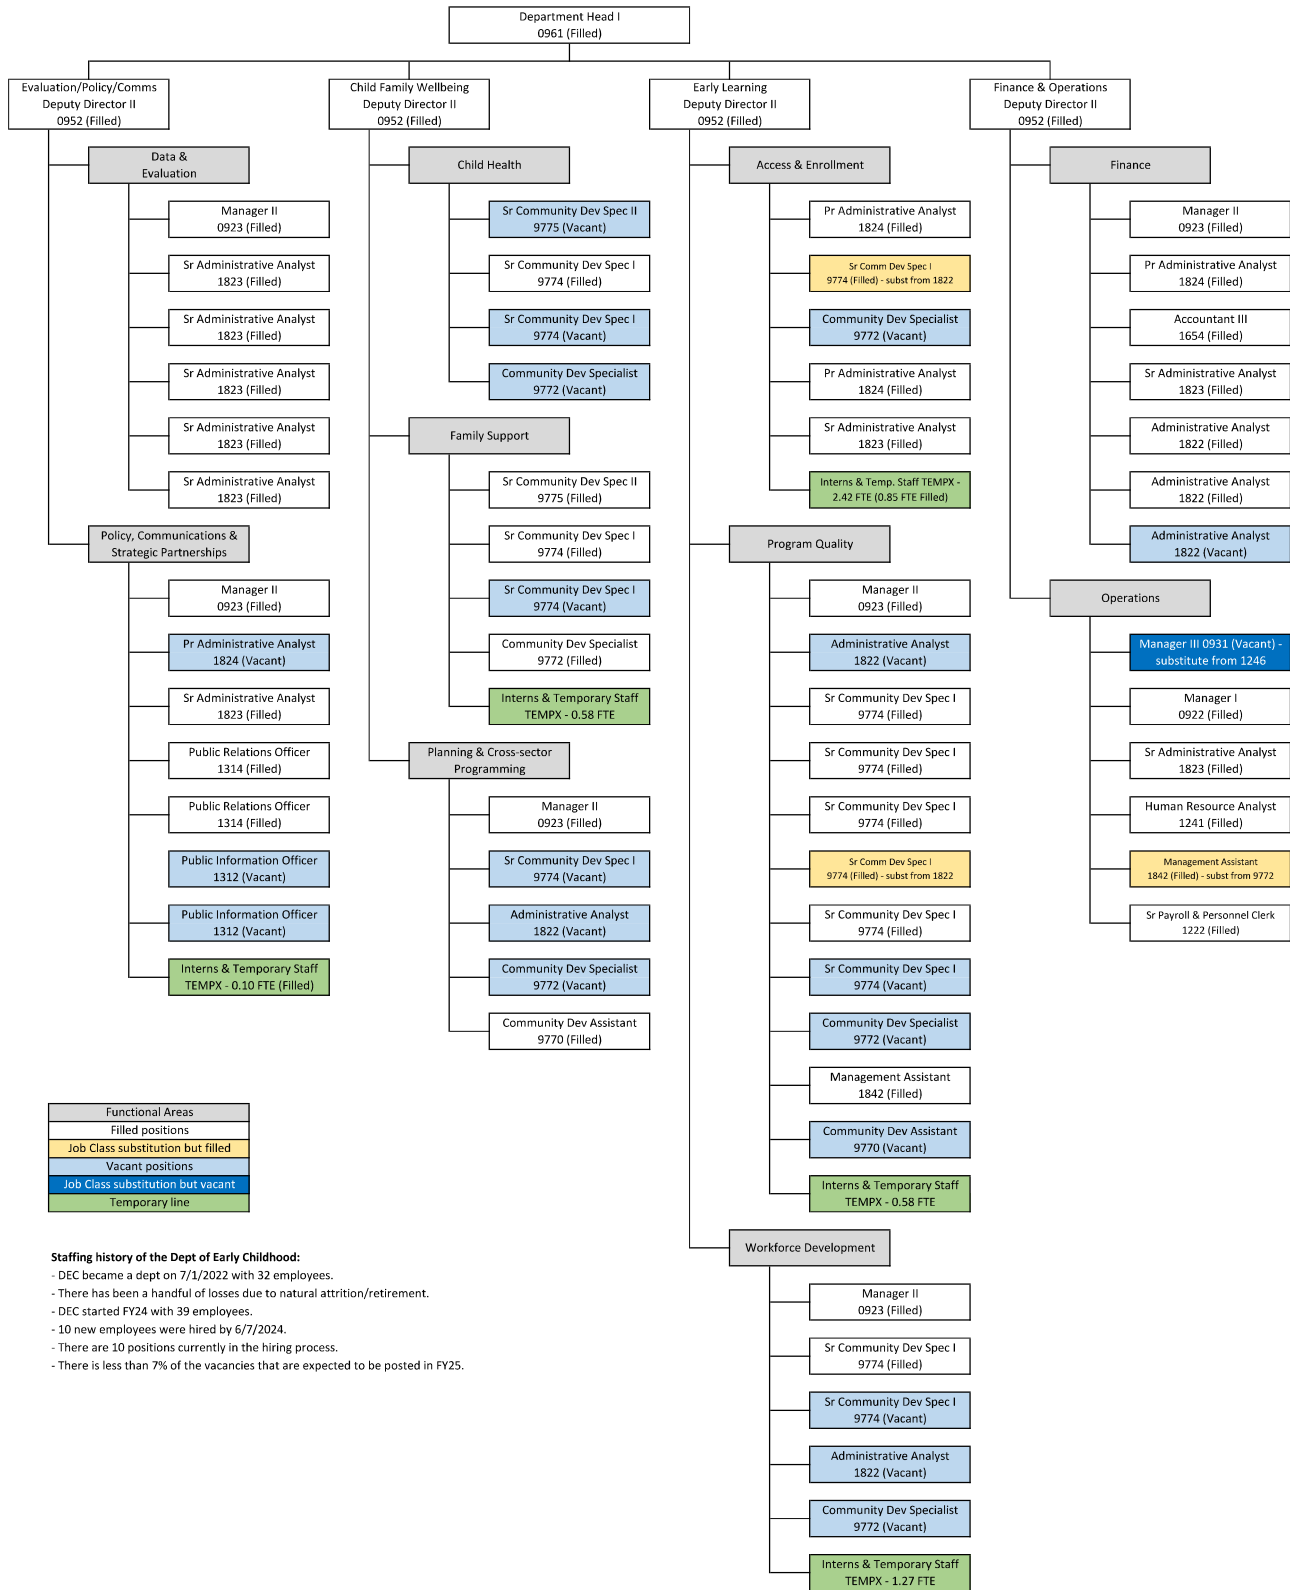 Department Head I
0961 (Filled)
Evaluation/Policy/Comms
Deputy Director II
0952 (Filled)
Data &
Evaluation
Manager II
0923 (Filled)
Sr Administrative Analyst
1823 (Filled)
Sr Administrative Analyst
1823 (Filled)
Sr Administrative Analyst
1823 (Filled)
Sr Administrative Analyst
1823 (Filled)
Sr Administrative Analyst
1823 (Filled)
Policy, Communications &
Strategic Partnerships
Manager II
0923 (Filled)
Pr Administrative Analyst
1824 (Vacant)
Sr Administrative Analyst
1823 (Filled)
Public Relations Officer
1314 (Filled)
Public Relations Officer
1314 (Filled)
Public Information Officer
1312 (Vacant)
Public Information Officer
1312 (Vacant)
Interns & Temporary Staff
TEMPX - 0.10 FTE (Filled)
Child Family Wellbeing
Deputy Director II
0952 (Filled)
Child Health
Sr Community Dev Spec II
9775 (Vacant)
Sr Community Dev Spec I
9774 (Filled)
Sr Community Dev Spec I
9774 (Vacant)
Community Dev Specialist
9772 (Vacant)
Family Support
Sr Community Dev Spec II
9775 (Filled)
Sr Community Dev Spec I
9774 (Filled)
Sr Community Dev Spec I
9774 (Vacant)
Community Dev Specialist
9772 (Filled)
Interns & Temporary Staff
TEMPX - 0.58 FTE
Planning & Cross-sector
Programming
Manager II
0923 (Filled)
Sr Community Dev Spec I
9774 (Vacant)
Administrative Analyst
1822 (Vacant)
Community Dev Specialist
9772 (Vacant)
Community Dev Assistant
9770 (Filled)
Early Learning
Deputy Director II
0952 (Filled)
Access & Enrollment
Pr Administrative Analyst
1824 (Filled)
Sr Comm Dev Spec I
9774 (Filled) - subst from 1822
Community Dev Specialist
9772 (Vacant)
Pr Administrative Analyst
1824 (Filled)
Sr Administrative Analyst
1823 (Filled)
Interns & Temp. Staff TEMPX -
2.42 FTE (0.85 FTE Filled)
Program Quality
Manager II
0923 (Filled)
Administrative Analyst
1822 (Vacant)
Sr Community Dev Spec I
9774 (Filled)
Sr Community Dev Spec I
9774 (Filled)
Sr Community Dev Spec I
9774 (Filled)
Sr Comm Dev Spec I
9774 (Filled) - subst from 1822
Sr Community Dev Spec I
9774 (Filled)
Sr Community Dev Spec I
9774 (Vacant)
Community Dev Specialist
9772 (Vacant)
Management Assistant
1842 (Filled)
Community Dev Assistant
9770 (Vacant)
Interns & Temporary Staff
TEMPX - 0.58 FTE
Workforce Development
Manager II
0923 (Filled)
Sr Community Dev Spec I
9774 (Filled)
Sr Community Dev Spec I
9774 (Vacant)
Administrative Analyst
1822 (Vacant)
Community Dev Specialist
9772 (Vacant)
Interns & Temporary Staff
TEMPX - 1.27 FTE
Finance & Operations
Deputy Director II
0952 (Filled)
Finance
Manager II
0923 (Filled)
Pr Administrative Analyst
1824 (Filled)
Accountant III
1654 (Filled)
Sr Administrative Analyst
1823 (Filled)
Administrative Analyst
1822 (Filled)
Administrative Analyst
1822 (Filled)
Administrative Analyst
1822 (Vacant)
Operations
Manager III 0931 (Vacant) -
substitute from 1246
Manager I
0922 (Filled)
Sr Administrative Analyst
1823 (Filled)
Human Resource Analyst
1241 (Filled)
Management Assistant
1842 (Filled) - subst from 9772
Sr Payroll & Personnel Clerk
1222 (Filled)
Functional Areas
Filled positions
Job Class substitution but filled
Vacant positions
Job Class substitution but vacant
Temporary line
Staffing history of the Dept of Early Childhood:
- DEC became a dept on 7/1/2022 with 32 employees.
- There has been a handful of losses due to natural attrition/retirement.
- DEC started FY24 with 39 employees.
- 10 new employees were hired by 6/7/2024.
- There are 10 positions currently in the hiring process.
- There is less than 7% of the vacancies that are expected to be posted in FY25.